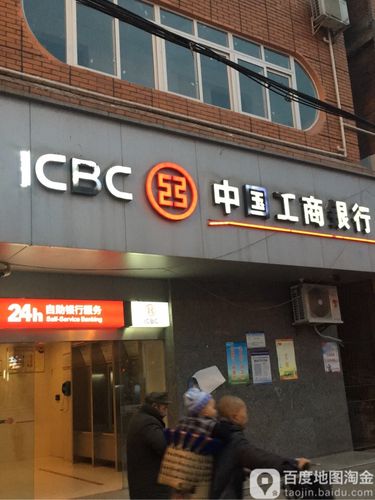 ICBC 中国工商银行
24h 自助银行服务
Self-Service Banking
ICBC
百度地图淘金
taojin.baidu.com